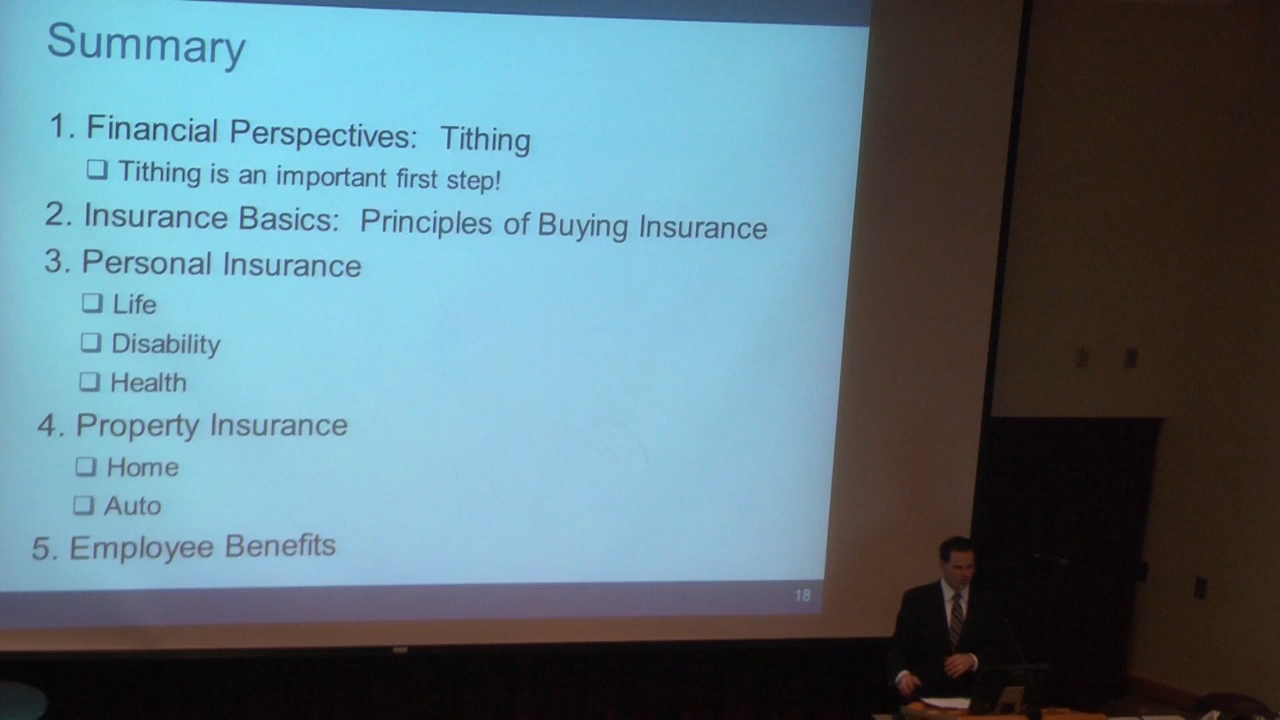 Summary
1. Financial Perspectives: Tithing
❑ Tithing is an important first step!
2. Insurance Basics: Principles of Buying Insurance
3. Personal Insurance
❑ Life
❑ Disability
❑ Health
4. Property Insurance
❑ Home
❑ Auto
5. Employee Benefits
18